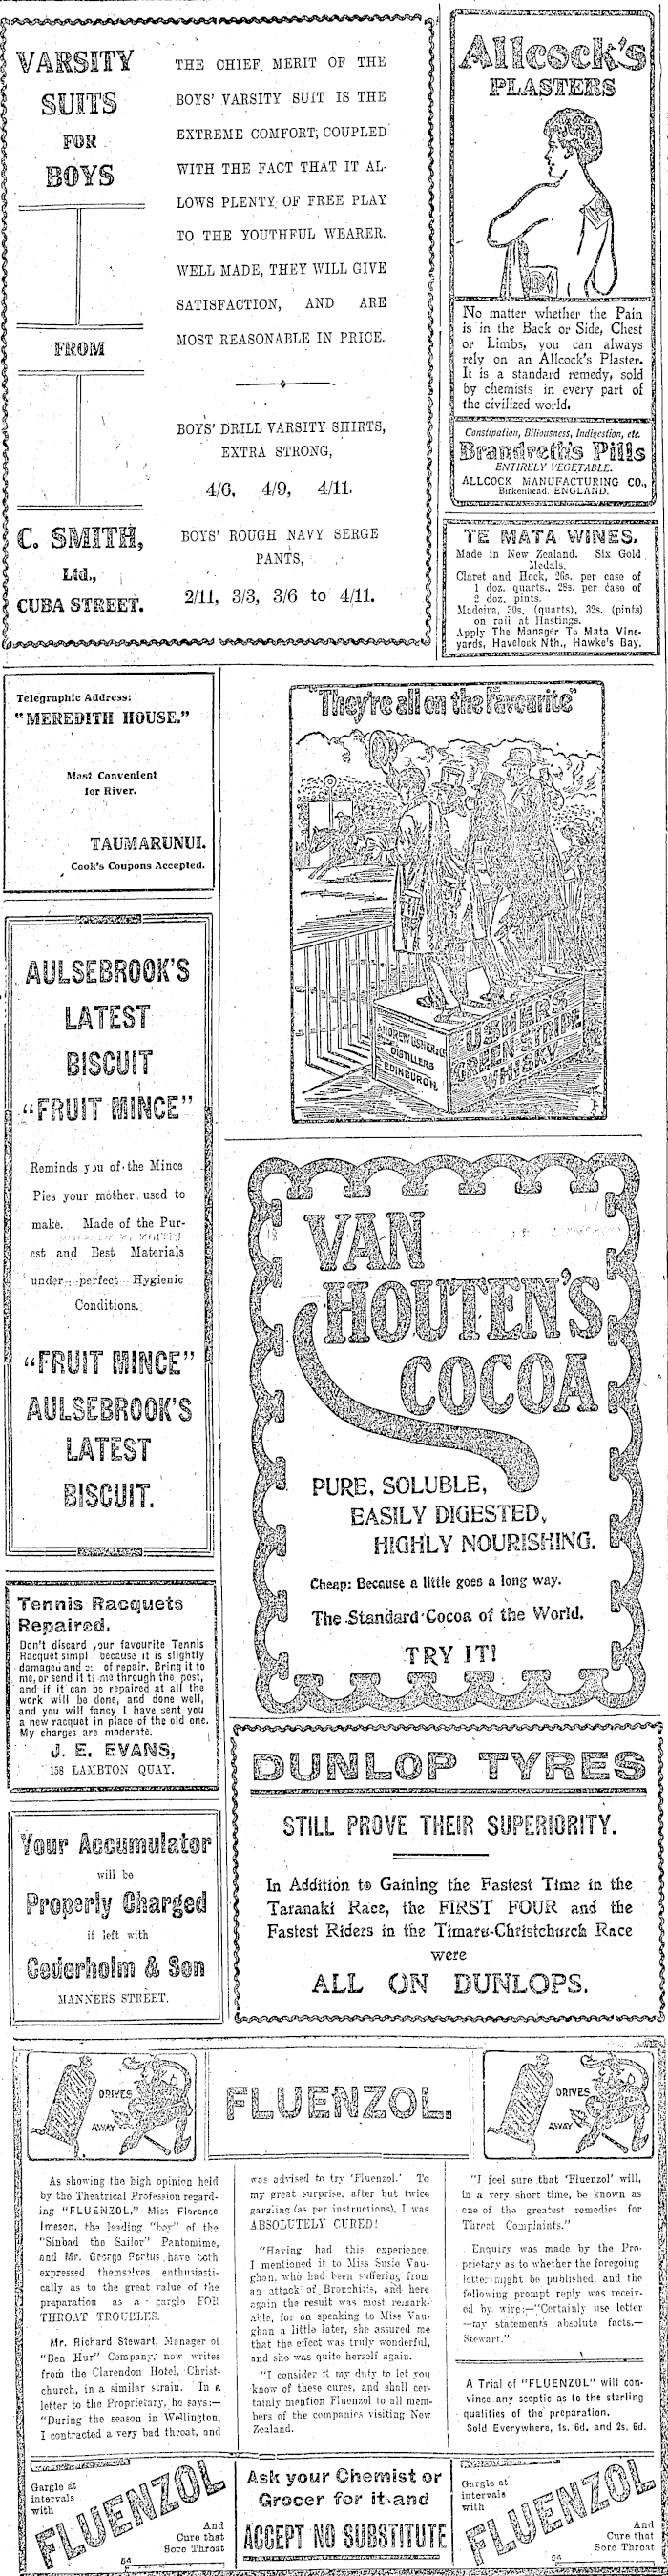 VARSITY
SUITS
FOR
BOYS
FROM
C. SMITH,
Ltd.,
CUBA STREET.
THE CHIEF MERIT OF THE
BOYS' VARSITY SUIT IS THE
EXTREME COMFORT, COUPLED
WITH THE FACT THAT IT AL-
LOWS PLENTY OF FREE PLAY
TO THE YOUTHFUL WEARER.
WELL MADE, THEY WILL GIVE
SATISFACTION, AND ARE
MOST REASONABLE IN PRICE.
BOYS' DRILL VARSITY SHIRTS,
EXTRA STRONG,
4/6, 4/9, 4/11.
BOYS' ROUGH NAVY SERGE
PANTS,
2/11, 3/3, 3/6 to 4/11.
Allcock's
PLASTERS
No matter whether the Pain
is in the Back or Side, Chest
or Limbs, you can always
rely on an Allcock's Plaster.
It is a standard remedy, sold
by chemists in every part of
the civilized world.
Constipation, Biliousness, Indigestion, etc.
Brandreth's Pills
ENTIRELY VEGETABLE.
ALLCOCK MANUFACTURING CO.,
Birkenhead, ENGLAND.
TE MATA WINES.
Made in New Zealand. Six Gold
Medals.
Claret and Hock, 26s. per case of
1 doz. quarts., 28s. per case of
2 doz. pints.
Madeira, 30s. (quarts), 32s. (pints)
on rail at Hastings.
Apply The Manager Te Mata Vine-
yards, Havelock Nth., Hawke's Bay.
Telegraphic Address:
"MEREDITH HOUSE."
Most Convenient
for River.
TAUMARUNUI.
Cook's Coupons Accepted.
"They're all on the Favourite"
ANDREW USHER & Co
DISTILLERS
EDINBURGH.
USHER'S
GREEN STRIPE
WHISKY
AULSEBROOK'S
LATEST
BISCUIT
"FRUIT MINCE"
Reminds you of the Mince
Pies your mother used to
make. Made of the Pur-
est and Best Materials
under perfect Hygienic
Conditions.
"FRUIT MINCE"
AULSEBROOK'S
LATEST
BISCUIT.
VAN
HOUTEN'S
COCOA
PURE, SOLUBLE,
EASILY DIGESTED,
HIGHLY NOURISHING.
Cheap: Because a little goes a long way.
The Standard Cocoa of the World.
TRY IT!
Tennis Racquets
Repaired.
Don't discard your favourite Tennis
Racquet simpl because it is slightly
damaged and of repair. Bring it to
me, or send it to me through the post,
and if it can be repaired at all the
work will be done, and done well,
and you will fancy I have sent you
a new racquet in place of the old one.
My charges are moderate.
J. E. EVANS,
158 LAMBTON QUAY.
Your Accumulator
will be
Properly Charged
if left with
Cederholm & Son
MANNERS STREET.
DUNLOP TYRES
STILL PROVE THEIR SUPERIORITY.
In Addition to Gaining the Fastest Time in the
Taranaki Race, the FIRST FOUR and the
Fastest Riders in the Timaru-Christchurch Race
were
ALL ON DUNLOPS.
DRIVES
AWAY
FLUENZOL.
DRIVES
AWAY
As showing the high opinion held
by the Theatrical Profession regard-
ing "FLUENZOL," Miss Florence
Imeson, the leading "boy" of the
"Sinbad the Sailor" Pantomime,
and Mr. George Portus have both
expressed themselves enthusiasti-
cally as to the great value of the
preparation as a gargle FOR
THROAT TROUBLES.
Mr. Richard Stewart, Manager of
"Ben Hur" Company, now writes
from the Clarendon Hotel, Christ-
church, in a similar strain. In a
letter to the Proprietary, he says:—
"During the season in Wellington,
I contracted a very bad throat, and
was advised to try 'Fluenzol.' To
my great surprise, after but twice
gargling (as per instructions), I was
ABSOLUTELY CURED!
"Having had this experience,
I mentioned it to Miss Susie Vau-
ghan, who had been suffering from
an attack of Bronchitis, and here
again the result was most remark-
able, for on speaking to Miss Vau-
ghan a little later, she assured me
that the effect was truly wonderful,
and she was quite herself again.
"I consider it my duty to let you
know of these cures, and shall cer-
tainly mention Fluenzol to all mem-
bers of the companies visiting New
Zealand.
"I feel sure that 'Fluenzol' will,
in a very short time, be known as
one of the greatest remedies for
Throat Complaints."
Enquiry was made by the Pro-
prietary as to whether the foregoing
letter might be published, and the
following prompt reply was receiv-
ed by wire:—"Certainly use letter
—my statements absolute facts.—
Stewart."
A Trial of "FLUENZOL" will con-
vince any sceptic as to the sterling
qualities of the preparation.
Sold Everywhere, 1s. 6d. and 2s. 6d.
Gargle at
intervals
with
FLUENZOL
And
Cure that
Sore Throat
54
Ask your Chemist or
Grocer for it and
ACCEPT NO SUBSTITUTE
Gargle at
intervals
with
FLUENZOL
And
Cure that
Sore Throat
54